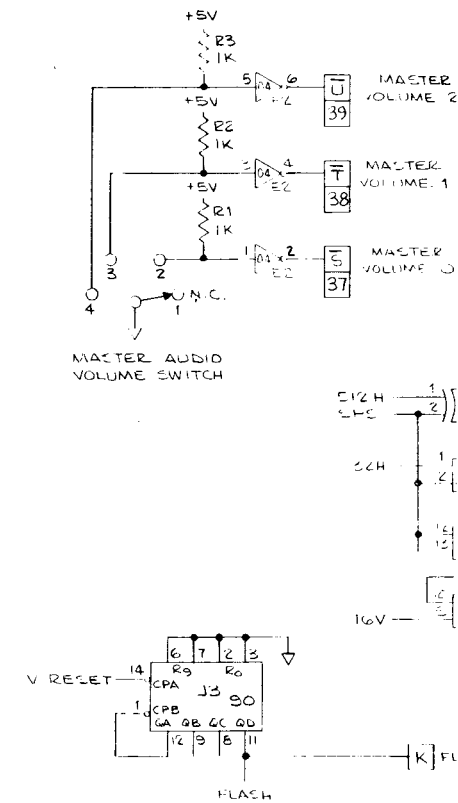 +5V
R3
1K
5 04 6
U
39
MASTER
VOLUME 2
+5V
R2
1K
3 04 4
E2
T
38
MASTER
VOLUME 1
+5V
R1
1K
1 04 2
E2
S
37
MASTER
VOLUME
3
2
4
1
N.C.
MASTER AUDIO
VOLUME SWITCH
512H
1
2
1
2
16V
6 7 2 3
R9 R0
V RESET
14
CPA
J3
90
1
CPB
QA QB QC QD
12 9 8 11
K
FLASH